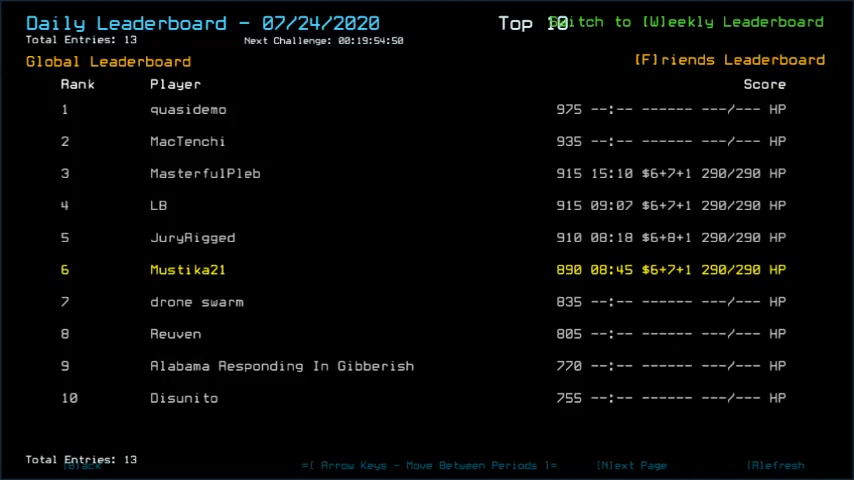 Daily Leaderboard - 07/24/2020 Top 10 Switch to [W]eekly Leaderboard
Total Entries: 13 Next Challenge: 00:19:54:50
Global Leaderboard [F]riends Leaderboard
Rank Player Score
1 quasidemo 975 --:-- ------ ---/--- HP
2 MacTenchi 935 --:-- ------ ---/--- HP
3 MasterfulPleb 915 15:10 $6+7+1 290/290 HP
4 LB 915 09:07 $6+7+1 290/290 HP
5 JuryRigged 910 08:18 $6+8+1 290/290 HP
6 Mustika21 890 08:45 $6+7+1 290/290 HP
7 drone swarm 835 --:-- ------ ---/--- HP
8 Reuven 805 --:-- ------ ---/--- HP
9 Alabama Responding In Gibberish 770 --:-- ------ ---/--- HP
10 Disunito 755 --:-- ------ ---/--- HP
Total Entries: 13
[B]ack =[ Arrow Keys - Move Between Periods ]= [N]ext Page [R]efresh